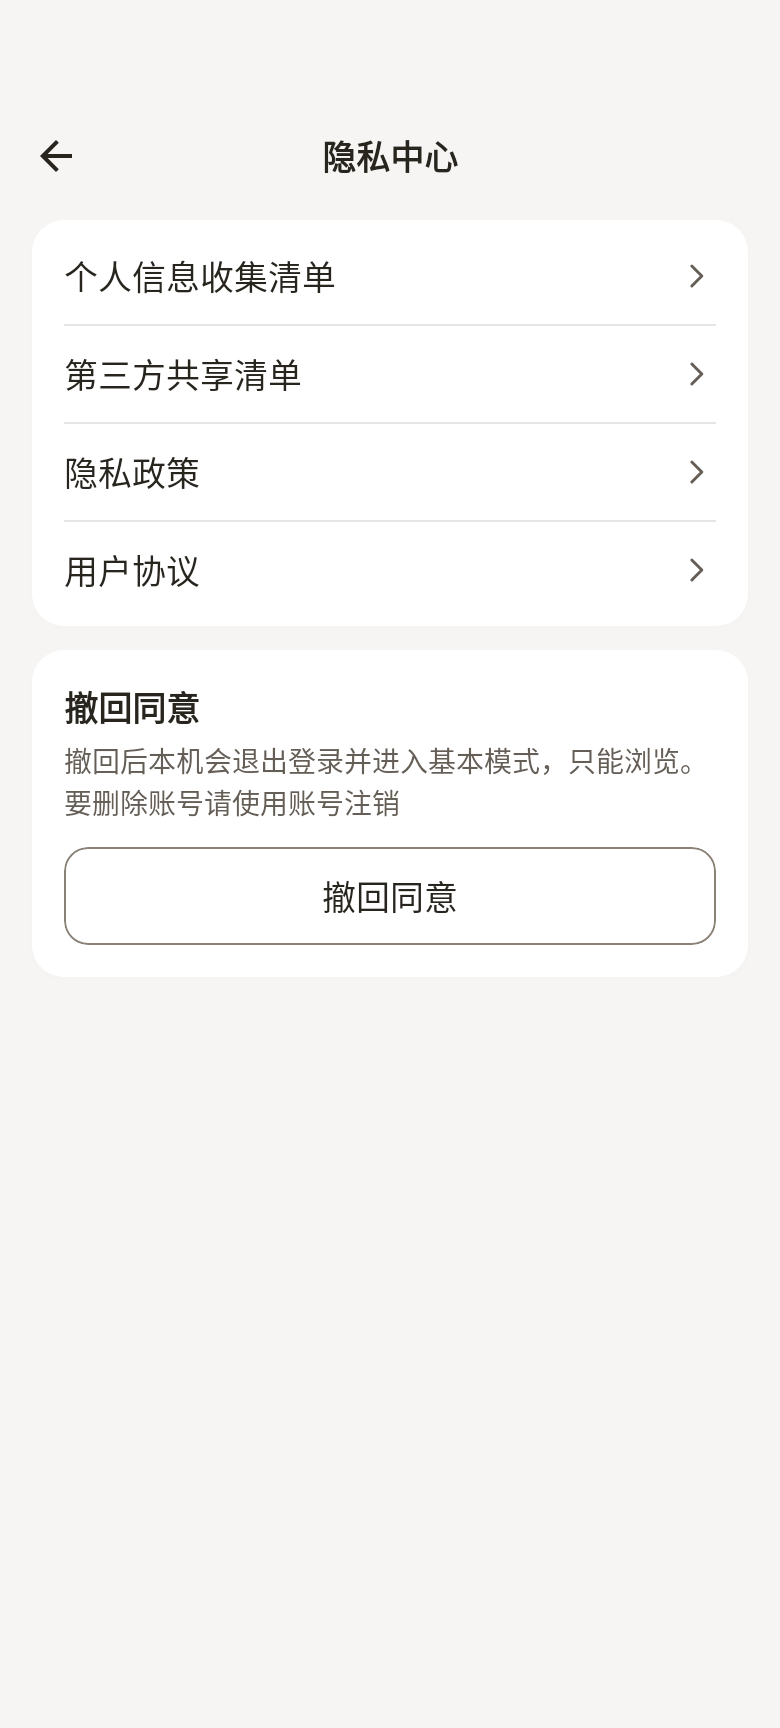 隐私中心
个人信息收集清单
第三方共享清单
隐私政策
用户协议
撤回同意
撤回后本机会退出登录并进入基本模式，只能浏览。
要删除账号请使用账号注销
撤回同意